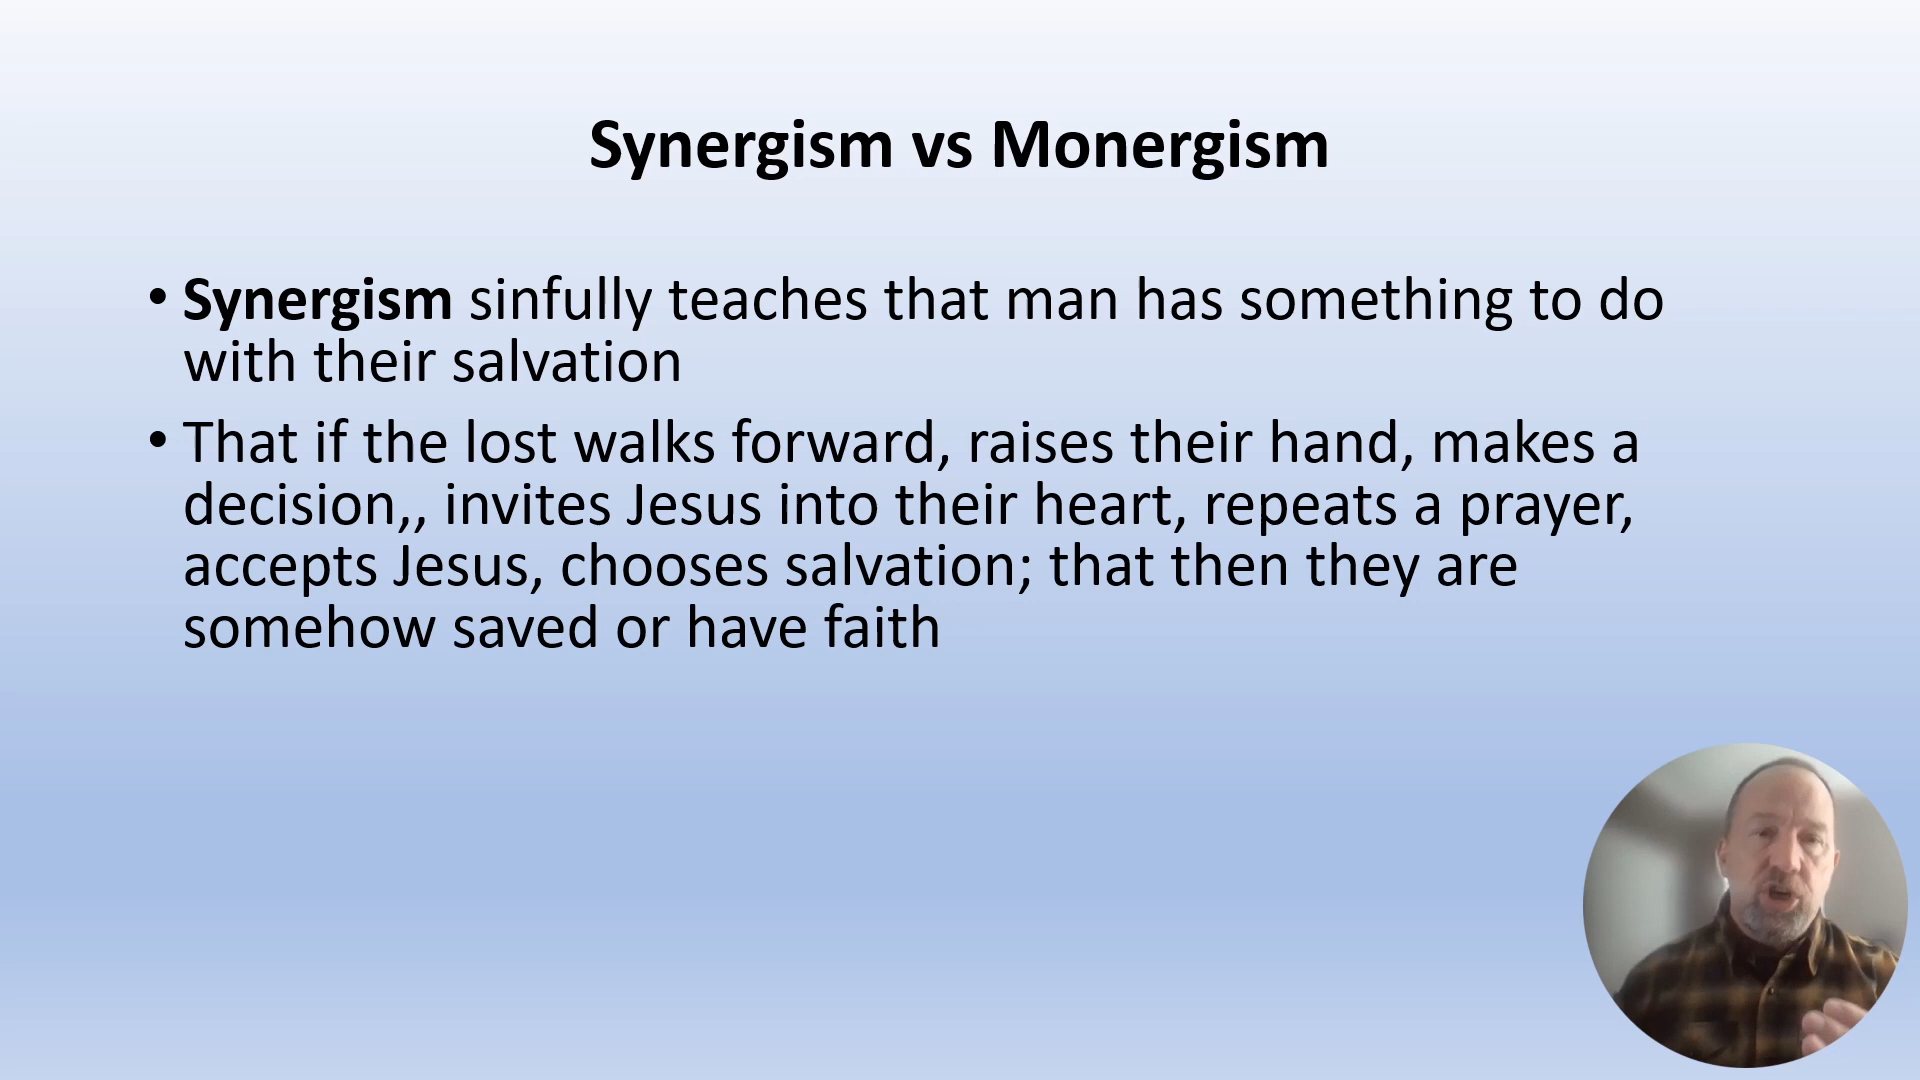 Synergism vs Monergism
• Synergism sinfully teaches that man has something to do
with their salvation
• That if the lost walks forward, raises their hand, makes a
decision,, invites Jesus into their heart, repeats a prayer,
accepts Jesus, chooses salvation; that then they are
somehow saved or have faith